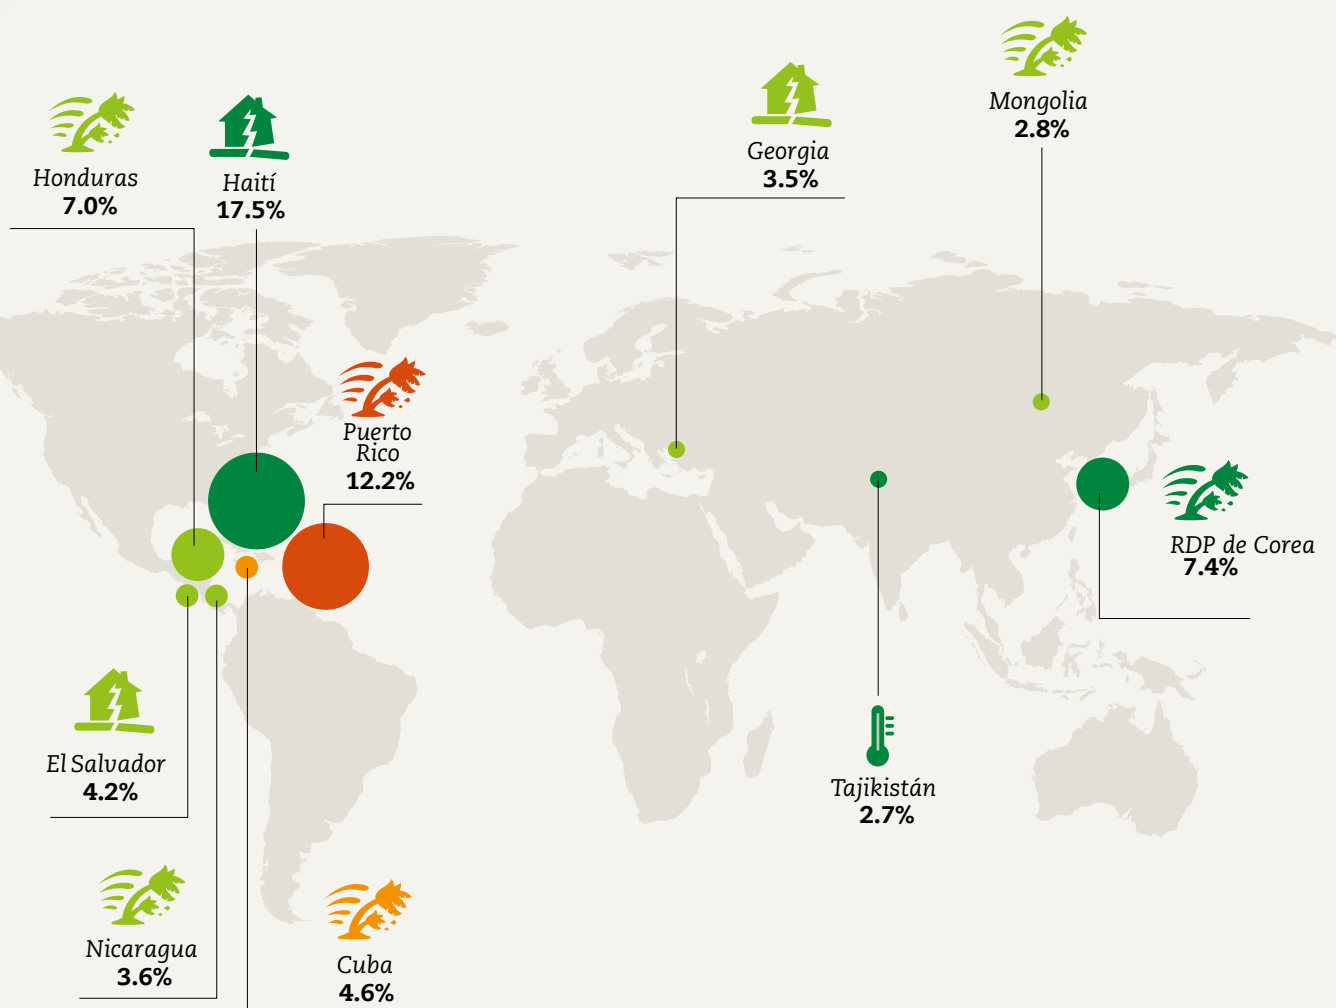 Mongolia
2.8%
Georgia
3.5%
Honduras
7.0%
Haití
17.5%
Puerto
Rico
12.2%
RDP de Corea
7.4%
El Salvador
4.2%
Tajikistán
2.7%
Nicaragua
3.6%
Cuba
4.6%